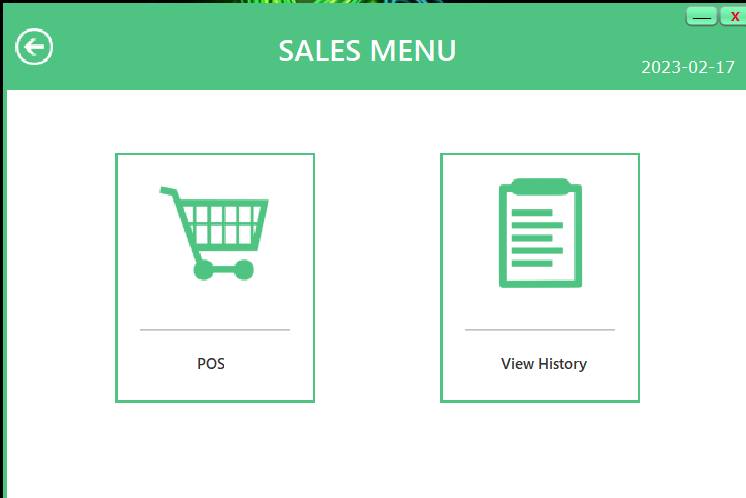 X
SALES MENU
2023-02-17
POS
View History